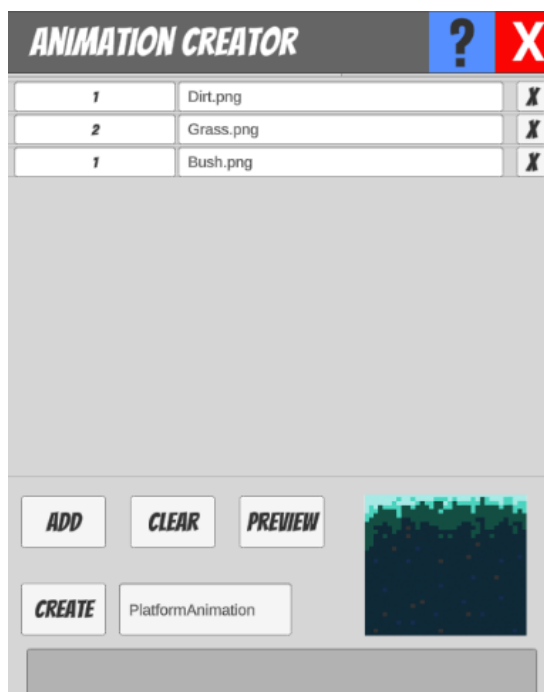 ANIMATION CREATOR ? X
1 Dirt.png X
2 Grass.png X
1 Bush.png X
ADD CLEAR PREVIEW
CREATE PlatformAnimation